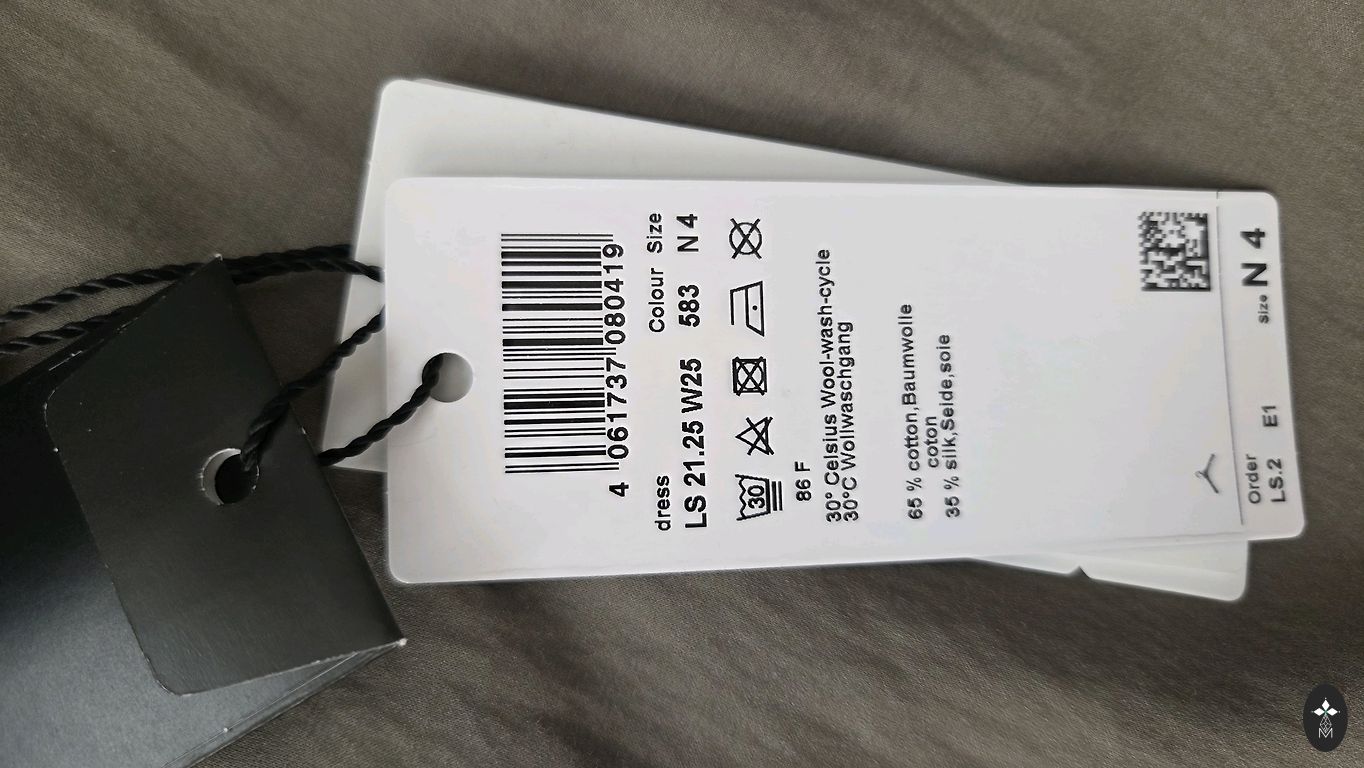 4 061737 080419
dress Colour Size
LS 21.25 W25 583 N 4
30
86 F
30° Celsius Wool-wash-cycle
30°C Wollwaschgang
65 % cotton,Baumwolle
coton
35 % silk,Seide,soie
Order Size
LS.2 E1 N 4
M